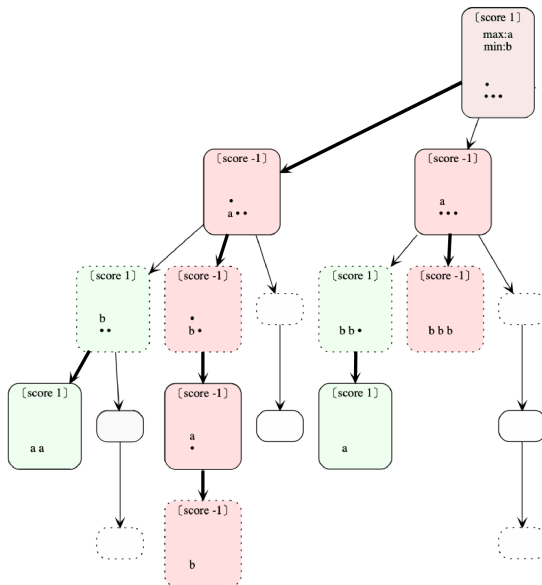 〔score 1〕
max:a
min:b
•
•••
〔score -1〕
•
a••
〔score -1〕
a
•••
〔score 1〕
b
••
〔score -1〕
•
b•
〔score 1〕
b b•
〔score -1〕
b b b
〔score 1〕
a a
〔score -1〕
a
•
〔score 1〕
a
〔score -1〕
b